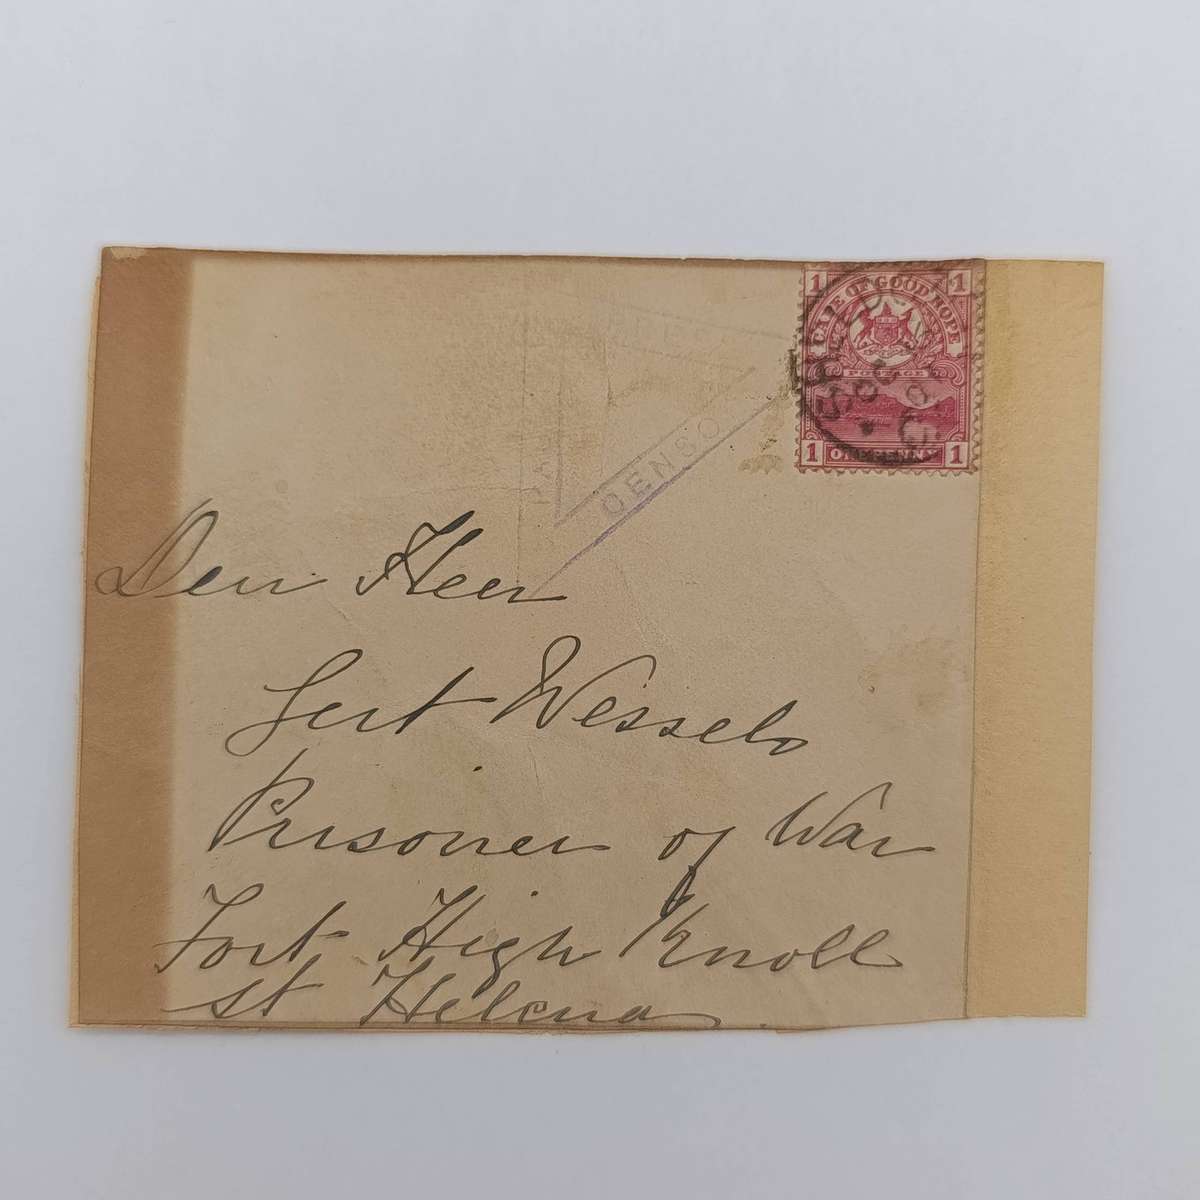 1 1
CAPE OF GOOD HOPE
POSTAGE
1 ONE PENNY 1
CENSO
Den Heer
Gert Wessels
Prisoner of War
Fort High Knoll
St Helena